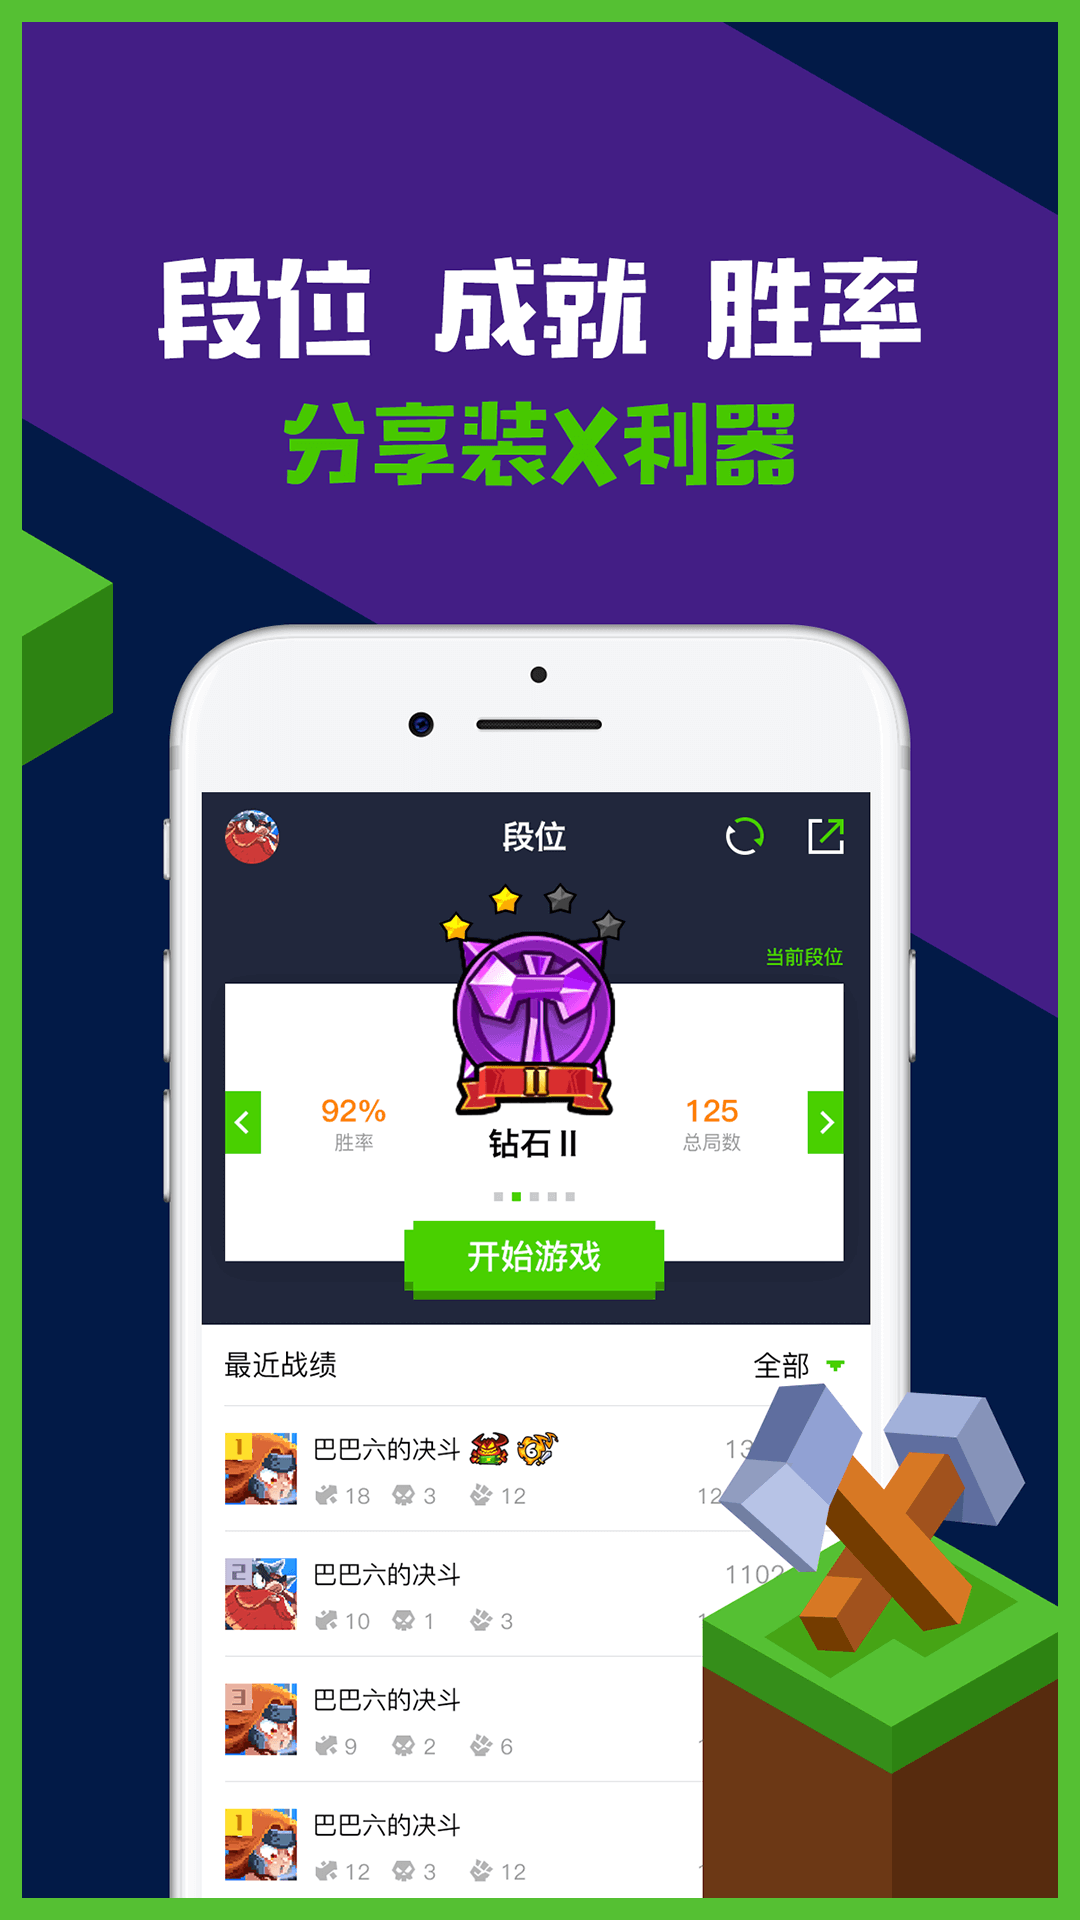 段位 成就 胜率
分享装X利器
段位
当前段位
92%
胜率
II
钻石 II
125
总局数
开始游戏
最近战绩
全部
1
巴巴六的决斗
6
18 3 12
2
巴巴六的决斗
1102
10 1 3
3
巴巴六的决斗
9 2 6
1
巴巴六的决斗
12 3 12